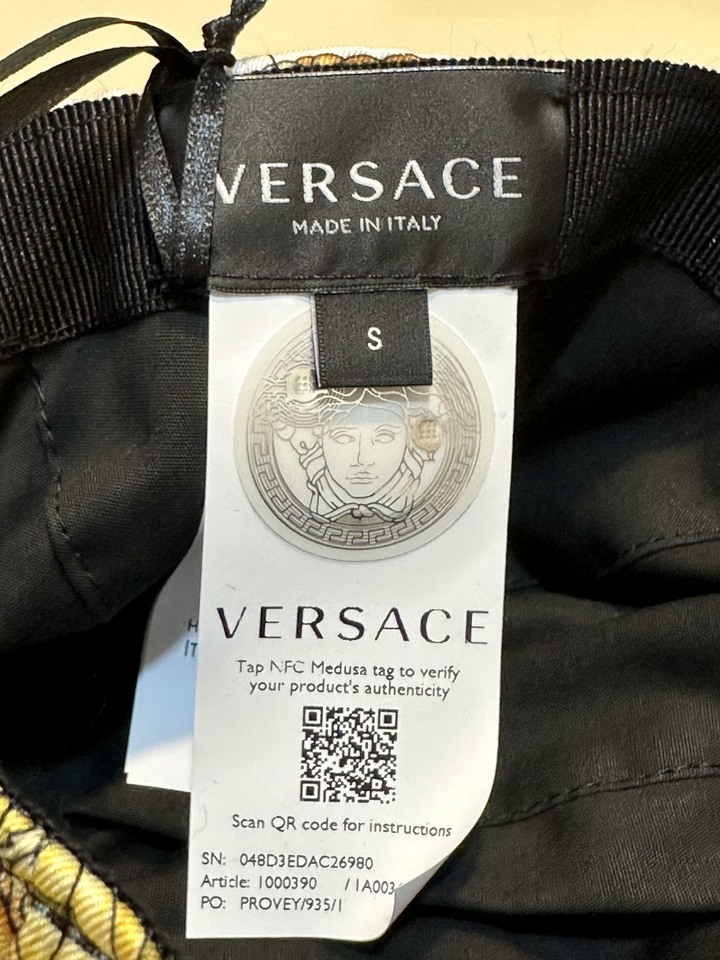 VERSACE
MADE IN ITALY
S
VERSACE
Tap NFC Medusa tag to verify
your product's authenticity
Scan QR code for instructions
SN: 048D3EDAC26980
Article: 1000390 /1A003
PO: PROVEY/935/1